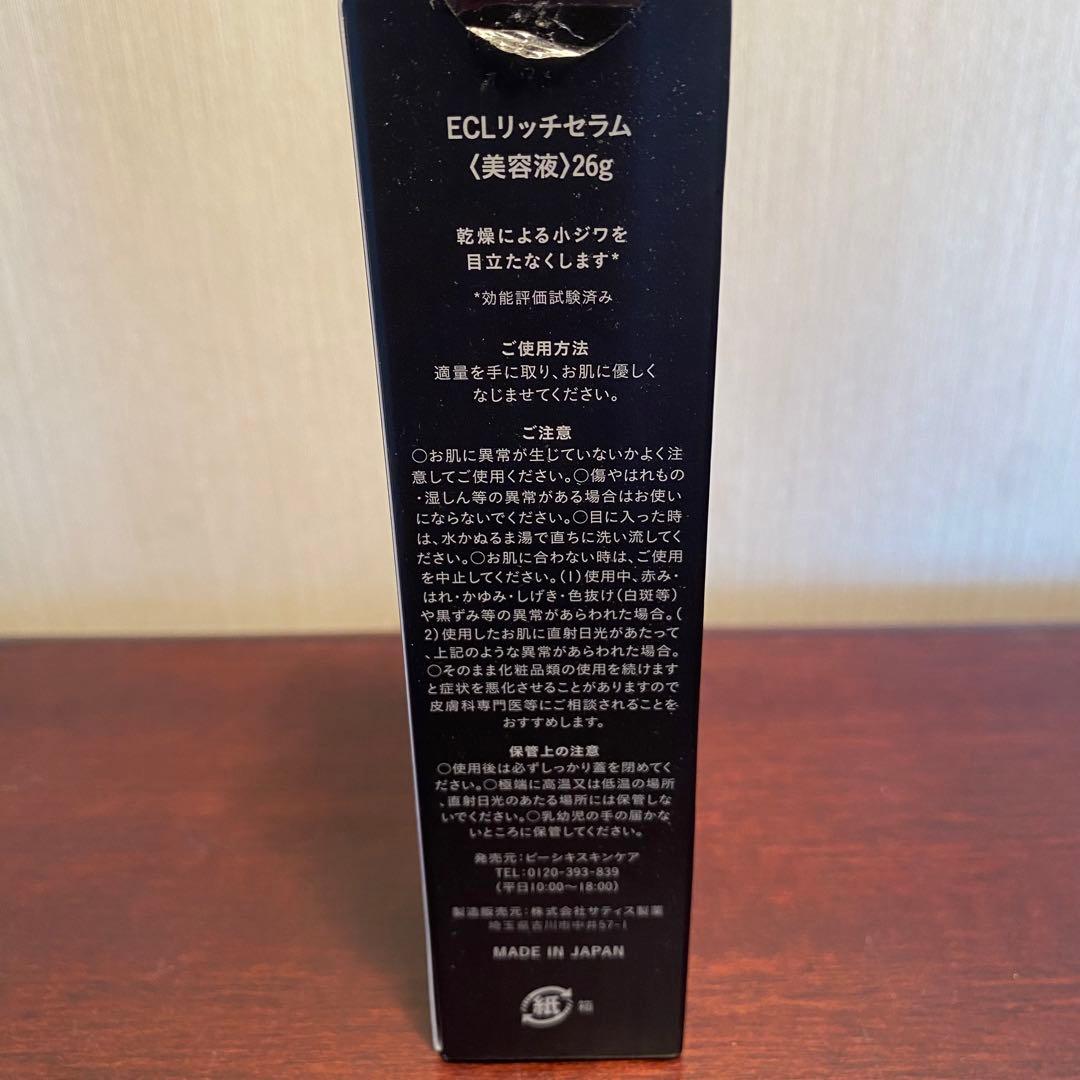 ECLリッチセラム
〈美容液〉26g
乾燥による小ジワを
目立たなくします*
*効能評価試験済み
ご使用方法
適量を手に取り、お肌に優しく
なじませてください。
ご注意
○お肌に異常が生じていないかよく注
意してご使用ください。○傷やはれもの
・湿しん等の異常がある場合はお使い
にならないでください。○目に入った時
は、水かぬるま湯で直ちに洗い流してく
ださい。○お肌に合わない時は、ご使用
を中止してください。(1)使用中、赤み・
はれ・かゆみ・しげき・色抜け(白斑等)
や黒ずみ等の異常があらわれた場合。(
2)使用したお肌に直射日光があたって
、上記のような異常があらわれた場合。
○そのまま化粧品類の使用を続けます
と症状を悪化させることがありますので
皮膚科専門医等にご相談されることを
おすすめします。
保管上の注意
○使用後は必ずしっかり蓋を閉めてく
ださい。○極端に高温又は低温の場所
、直射日光のあたる場所には保管しな
いでください。○乳幼児の手の届かな
いところに保管してください。
発売元:ビーシキスキンケア
TEL:0120-393-839
(平日10:00〜18:00)
製造販売元:株式会社サティス製薬
埼玉県吉川市中井57-1
MADE IN JAPAN
紙 箱